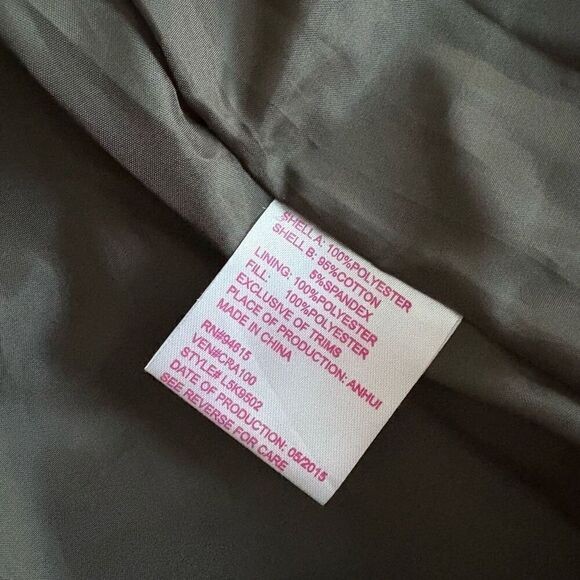 SHELL A: 100%POLYESTER
SHELL B: 95%COTTON
5%SPANDEX
LINING: 100%POLYESTER
FILL: 100%POLYESTER
EXCLUSIVE OF TRIMS
PLACE OF PRODUCTION: ANHUI
MADE IN CHINA
RN#94615
VEN#CRA100
STYLE# L5K9502
DATE OF PRODUCTION: 05/2015
SEE REVERSE FOR CARE